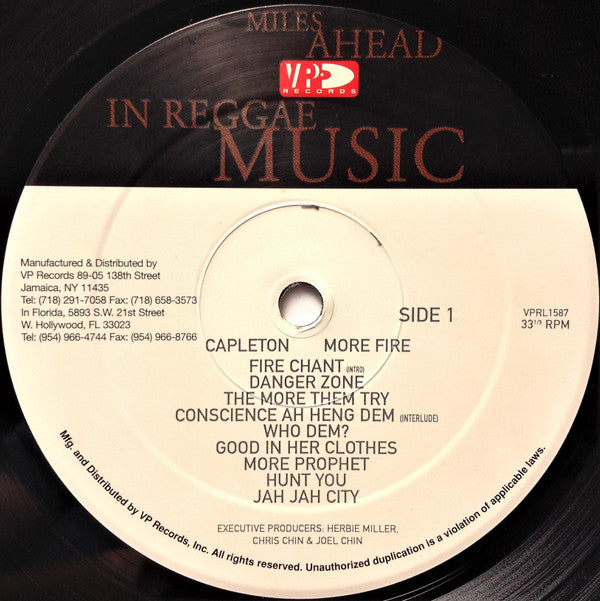 MILES
AHEAD
VP
RECORDS
IN REGGAE
MUSIC
Manufactured & Distributed by
VP Records 89-05 138th Street
Jamaica, NY 11435
Tel: (718) 291-7058 Fax: (718) 658-3573
In Florida, 5893 S.W. 21st Street
W. Hollywood, FL 33023
Tel: (954) 966-4744 Fax: (954) 966-8766
SIDE 1
VPRL1587
33 1/3 RPM
CAPLETON MORE FIRE
FIRE CHANT (INTRO)
DANGER ZONE
THE MORE THEM TRY
CONSCIENCE AH HENG DEM (INTERLUDE)
WHO DEM?
GOOD IN HER CLOTHES
MORE PROPHET
HUNT YOU
JAH JAH CITY
EXECUTIVE PRODUCERS: HERBIE MILLER,
CHRIS CHIN & JOEL CHIN
Mfg. and Distributed by VP Records, Inc. All rights reserved. Unauthorized duplication is a violation of applicable laws.